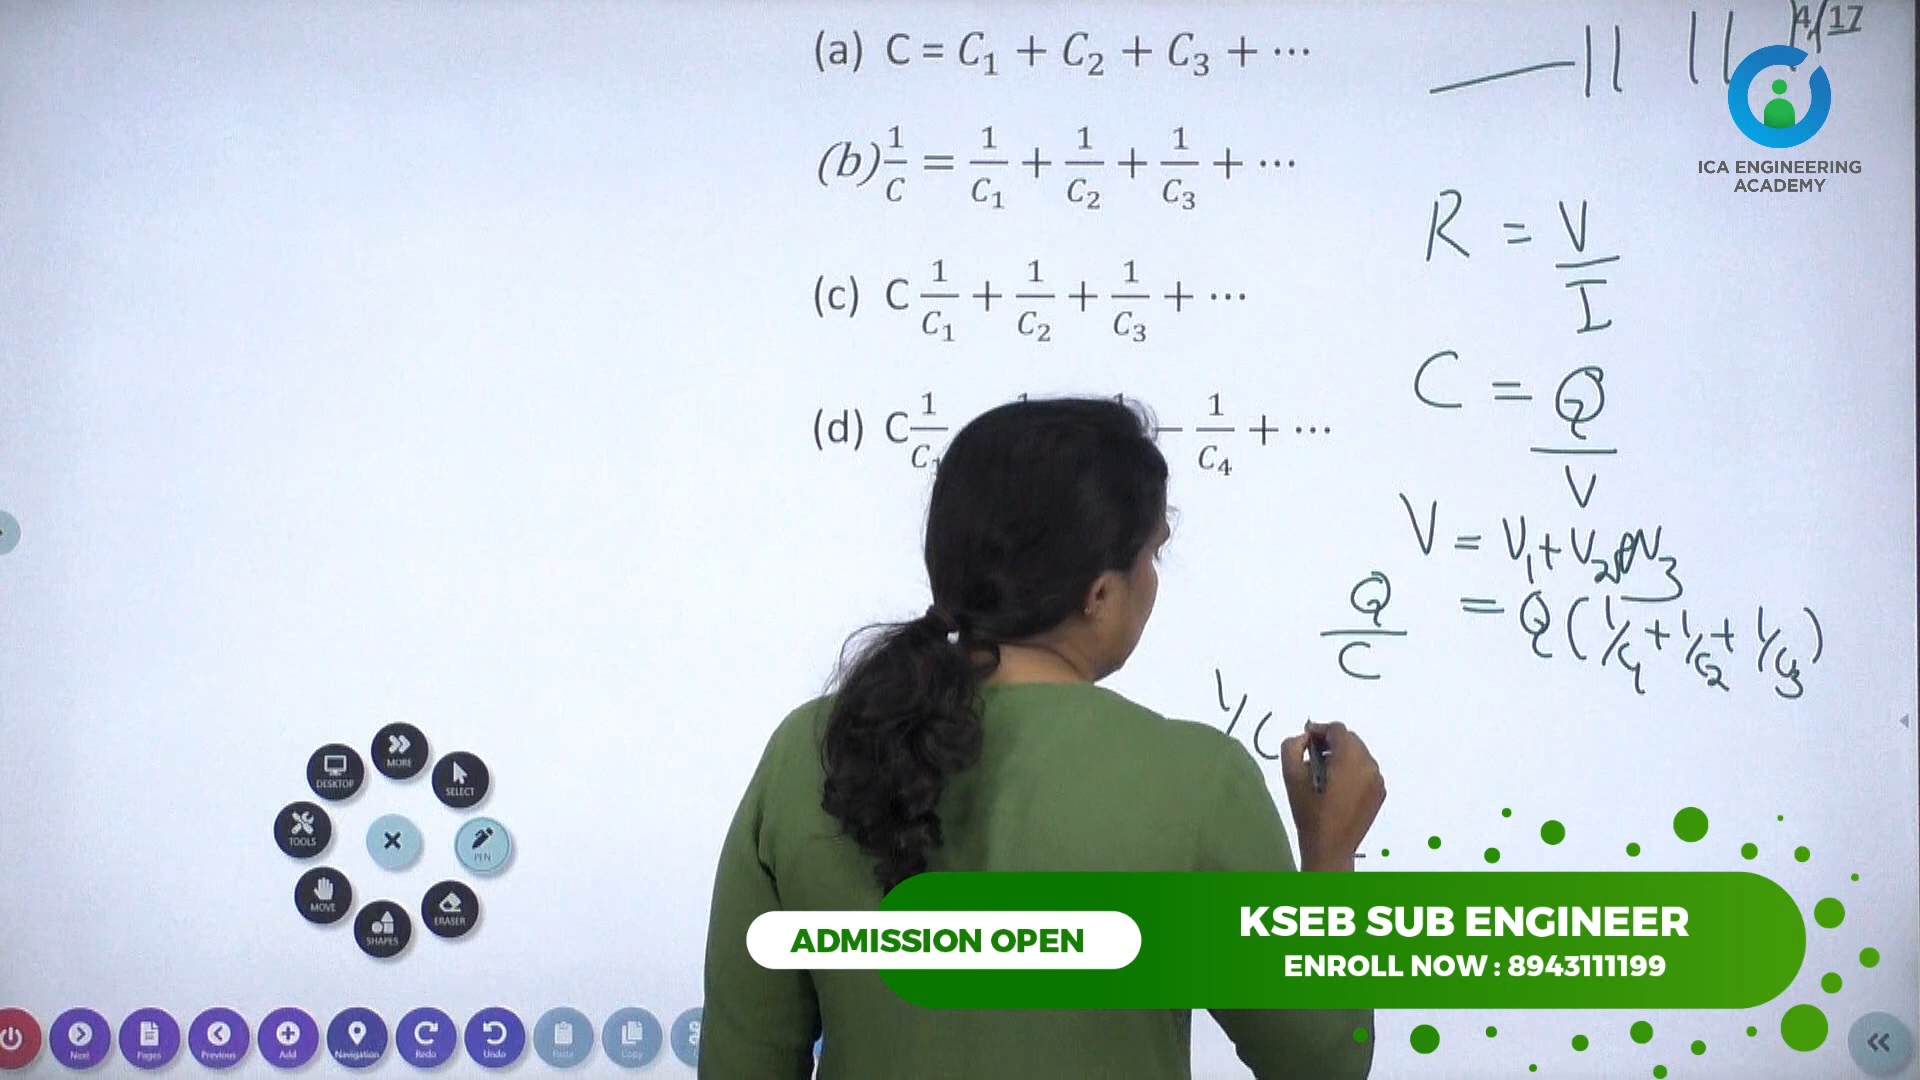 (a) C = C₁ + C₂ + C₃ + ⋯
(b) 1/C = 1/C₁ + 1/C₂ + 1/C₃ + ⋯
(c) C 1/C₁ + 1/C₂ + 1/C₃ + ⋯
(d) C 1/C₁ 1/C₄ + ⋯
4/17
ICA ENGINEERING
ACADEMY
R = V/I
C = Q/V
V = V₁ + V₂ V₃
Q/C = Q (1/C₁ + 1/C₂ + 1/C₃)
1/C
MORE
DESKTOP
SELECT
TOOLS
PEN
MOVE
ERASER
SHAPES
ADMISSION OPEN
KSEB SUB ENGINEER
ENROLL NOW : 8943111199
Next
Pages
Previous
Add
Navigation
Redo
Undo
Paste
Copy